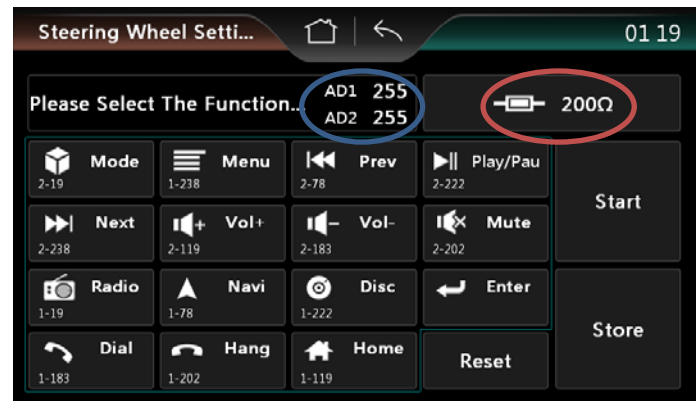 Steering Wheel Setti... 01 19
Please Select The Function... AD1 255
AD2 255
200Ω
Mode Menu Prev Play/Pau
2-19 1-238 2-78 2-222
Start
Next Vol+ Vol- Mute
2-238 2-119 2-183 2-202
Radio Navi Disc Enter
1-19 1-78 1-222
Store
Dial Hang Home Reset
1-183 1-202 1-119